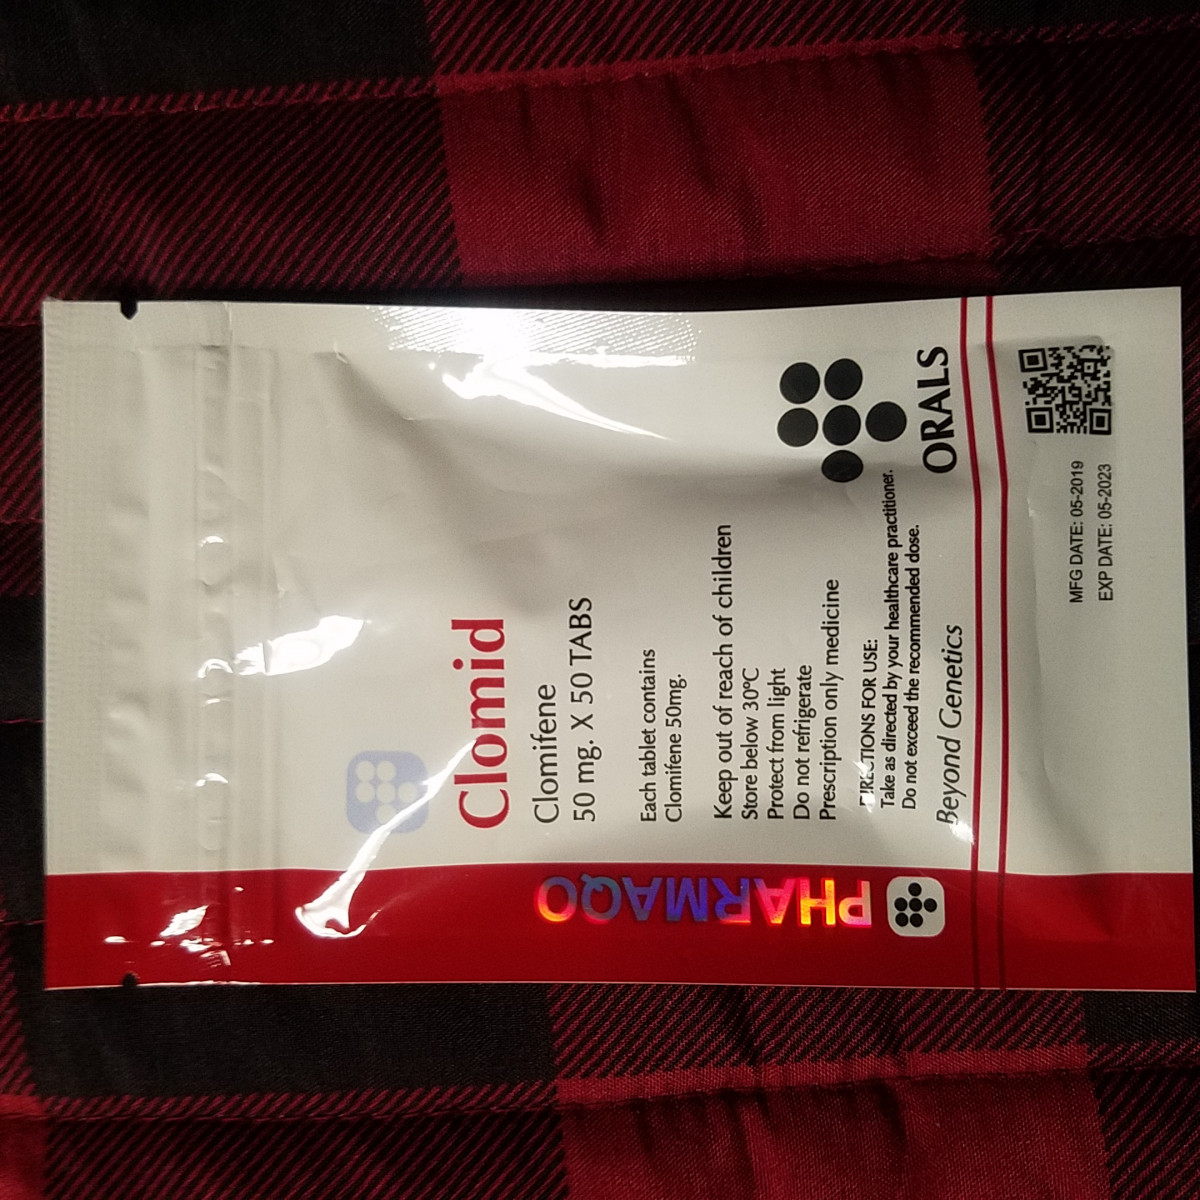 Clomid
Clomifene
50 mg. X 50 TABS
Each tablet contains
Clomifene 50mg.
Keep out of reach of children
Store below 30ºC
Protect from light
Do not refrigerate
Prescription only medicine
DIRECTIONS FOR USE:
Take as directed by your healthcare practitioner.
Do not exceed the recommended dose.
Beyond Genetics
ORALS
PHARMAQO
MFG DATE: 05-2019
EXP DATE: 05-2023